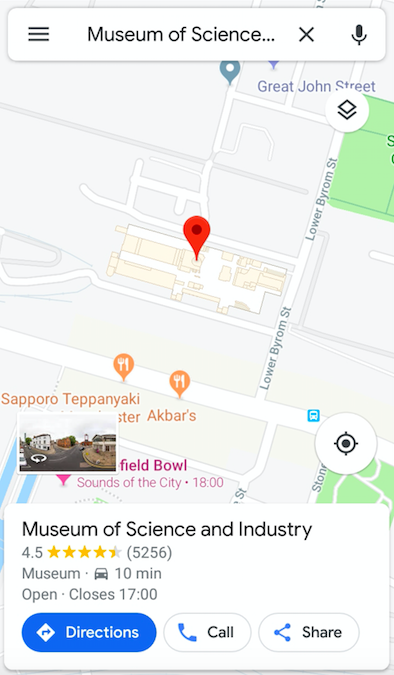 Museum of Science...
Great John Street
S
Lower Byrom St
Lower Byrom St
Sapporo Teppanyaki
ster
Akbar's
field Bowl
Sounds of the City • 18:00
St
Ston
Museum of Science and Industry
4.5 (5256)
Museum · 10 min
Open · Closes 17:00
Directions
Call
Share